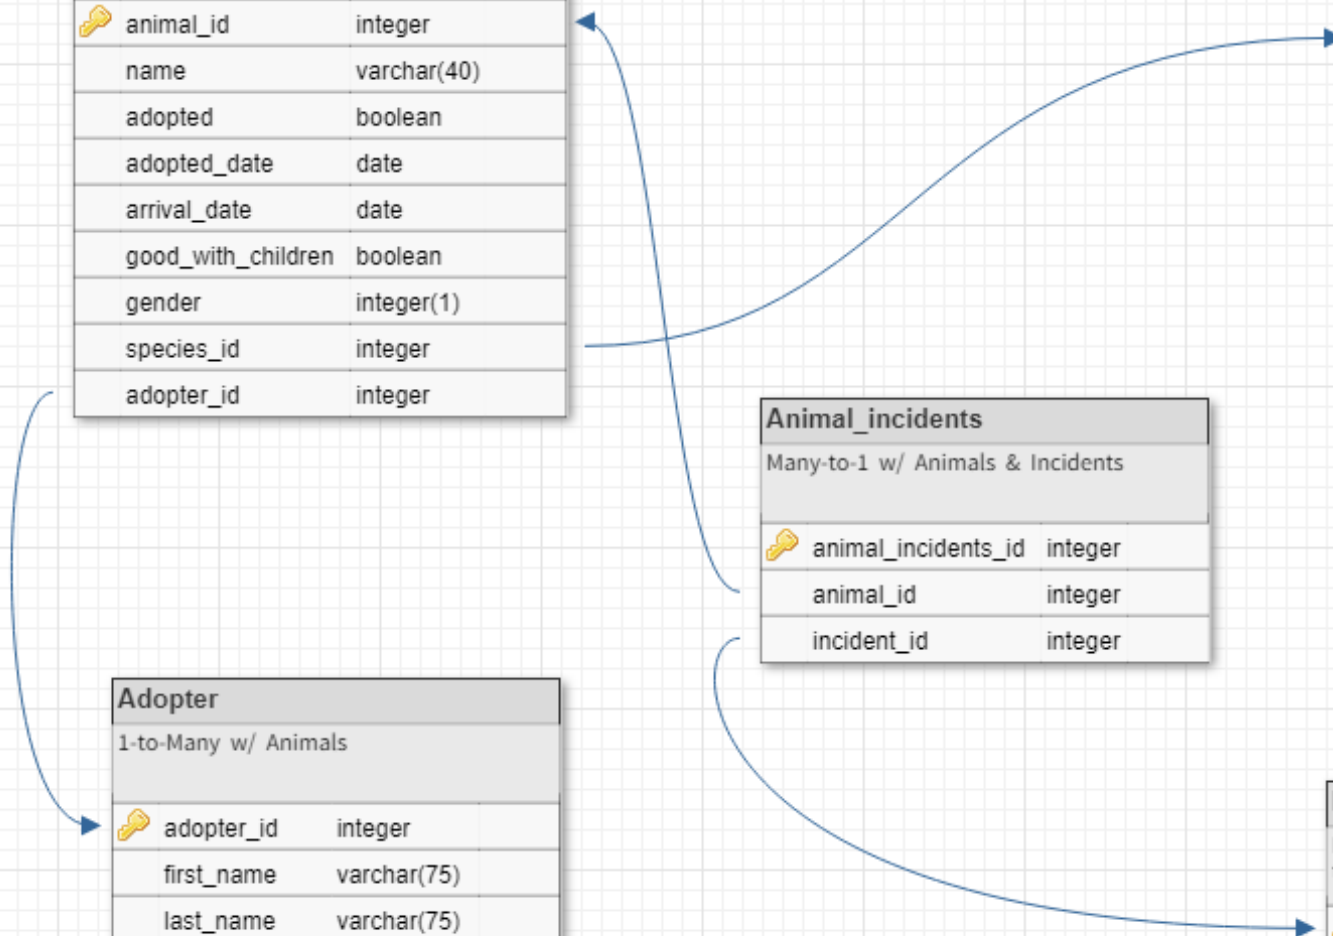 animal_id integer
name varchar(40)
adopted boolean
adopted_date date
arrival_date date
good_with_children boolean
gender integer(1)
species_id integer
adopter_id integer
Animal_incidents
Many-to-1 w/ Animals & Incidents
animal_incidents_id integer
animal_id integer
incident_id integer
Adopter
1-to-Many w/ Animals
adopter_id integer
first_name varchar(75)
last_name varchar(75)